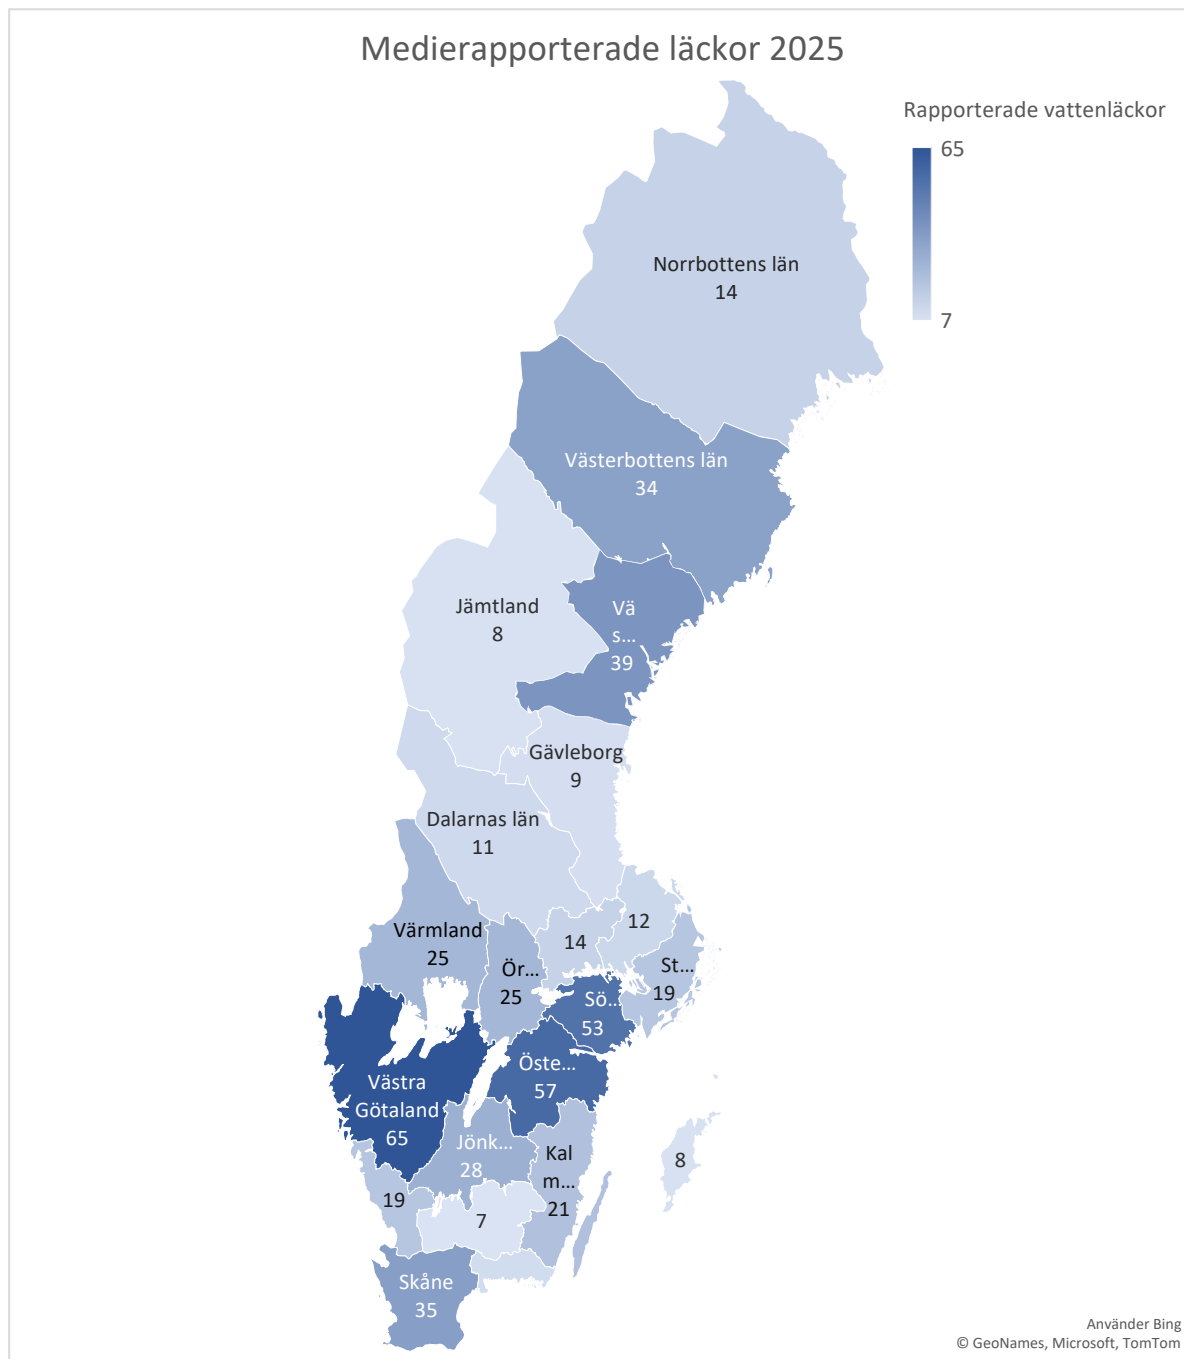 Medierapporterade läckor 2025
Rapporterade vattenläckor
65
7
Norrbottens län
14
Västerbottens län
34
Jämtland
8
Vä
s...
39
Gävleborg
9
Dalarnas län
11
Värmland
25
Ör...
25
14
12
St...
19
Sö...
53
Öste...
57
Västra
Götaland
65
Jönk...
28
Kal
m...
21
8
19
7
Skåne
35
Använder Bing
© GeoNames, Microsoft, TomTom